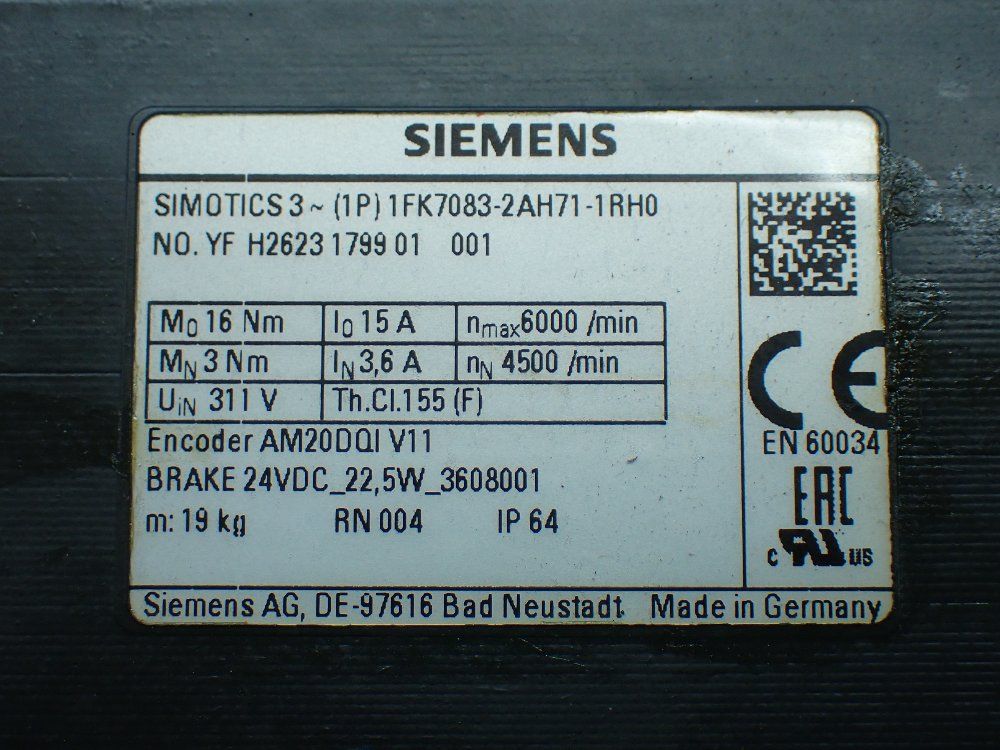 SIEMENS
SIMOTICS 3 ~ (1P) 1FK7083-2AH71-1RH0
NO. YF H2623 1799 01 001
M0 16 Nm I0 15 A nmax 6000 /min
MN 3 Nm IN 3,6 A nN 4500 /min
UiN 311 V Th.Cl.155 (F)
Encoder AM20DQI V11
BRAKE 24VDC_22,5W_3608001
m: 19 kg RN 004 IP 64
CE
EN 60034
EAC
c RU us
Siemens AG, DE-97616 Bad Neustadt Made in Germany